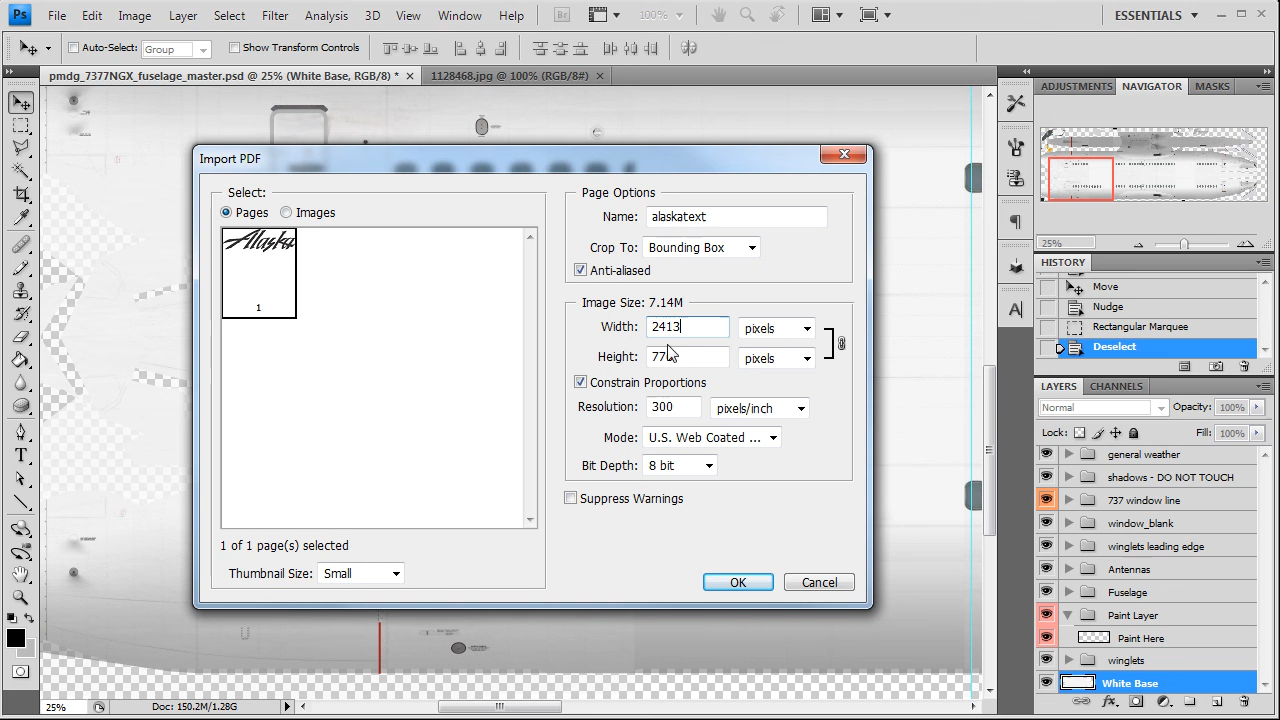 Ps File Edit Image Layer Select Filter Analysis 3D View Window Help Br 100% ESSENTIALS
Auto-Select: Group Show Transform Controls
pmdg_7377NGX_fuselage_master.psd @ 25% (White Base, RGB/8) * 1128468.jpg @ 100% (RGB/8#)
ADJUSTMENTS NAVIGATOR MASKS
25%
HISTORY
Move
Nudge
Rectangular Marquee
Deselect
LAYERS CHANNELS
Normal Opacity: 100%
Lock: Fill: 100%
general weather
shadows - DO NOT TOUCH
737 window line
window_blank
winglets leading edge
Antennas
Fuselage
Paint Layer
Paint Here
winglets
White Base
Import PDF
Select:
Pages Images
Alaska
1
1 of 1 page(s) selected
Thumbnail Size: Small
Page Options
Name: alaskatext
Crop To: Bounding Box
Anti-aliased
Image Size: 7.14M
Width: 2413 pixels
Height: pixels
Constrain Proportions
Resolution: 300 pixels/inch
Mode: U.S. Web Coated ...
Bit Depth: 8 bit
Suppress Warnings
OK Cancel
25% Doc: 150.2M/1.28G